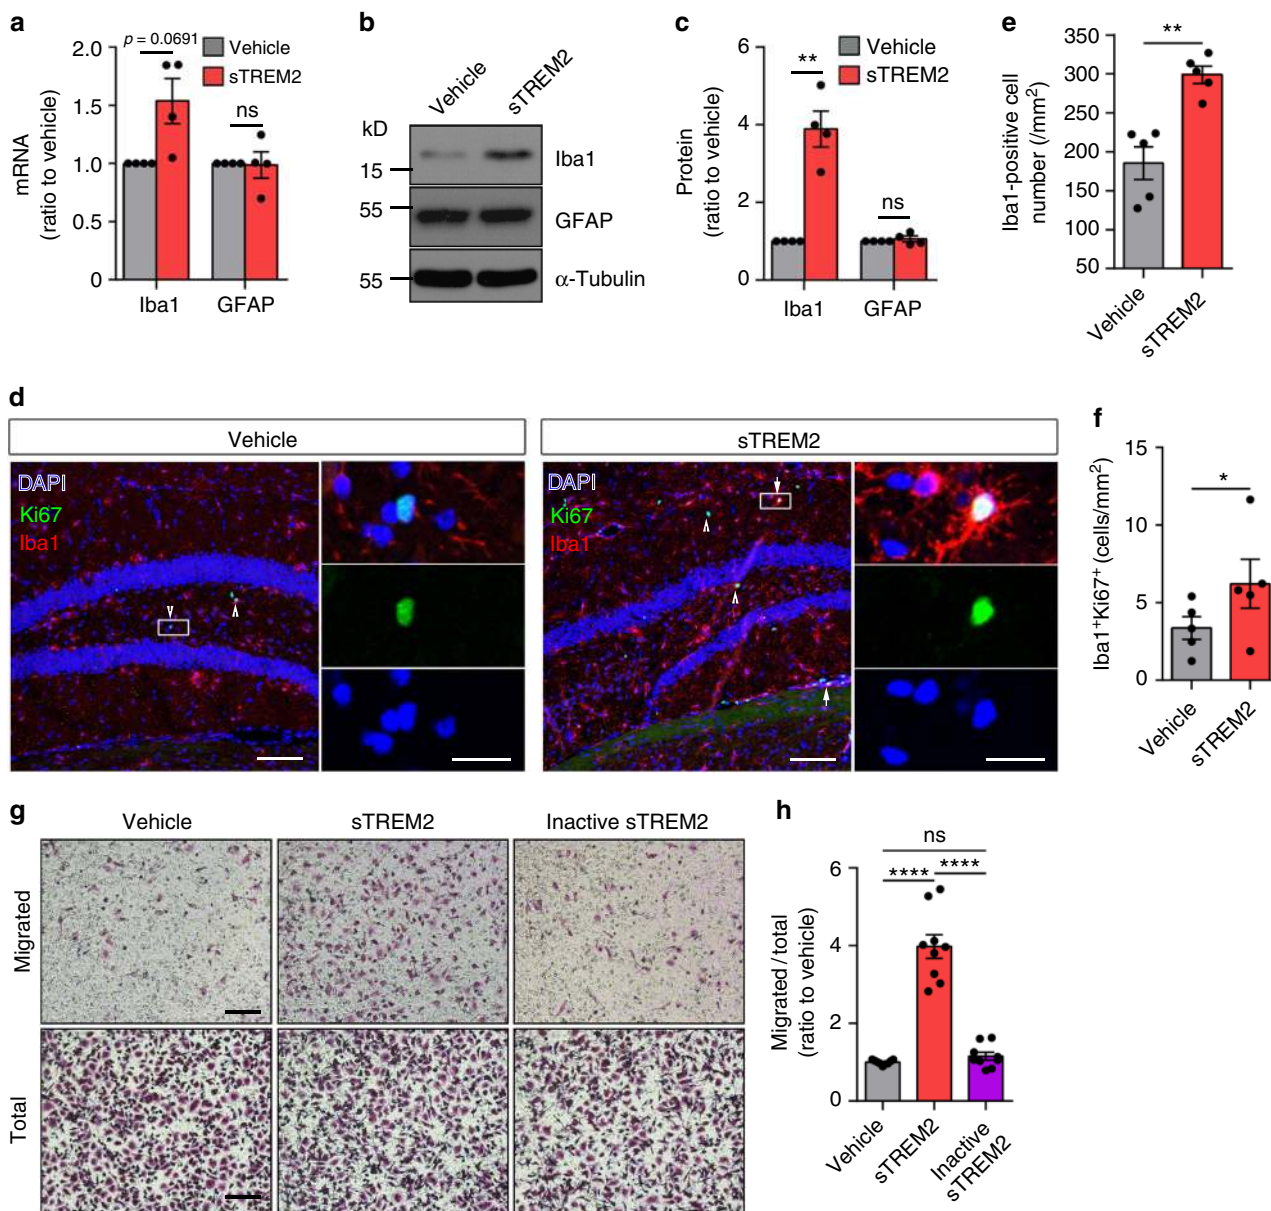 a
p = 0.0691
Vehicle
sTREM2
ns
mRNA
(ratio to vehicle)
2.0
1.5
1.0
0.5
0
Iba1
GFAP
b
Vehicle
sTREM2
kD
15
55
55
Iba1
GFAP
α-Tubulin
c
Vehicle
sTREM2
**
ns
Protein
(ratio to vehicle)
6
4
2
0
Iba1
GFAP
e
**
Iba1-positive cell
number (/mm²)
350
300
250
200
150
100
50
Vehicle
sTREM2
d
Vehicle
DAPI
Ki67
Iba1
sTREM2
DAPI
Ki67
Iba1
f
*
Iba1⁺Ki67⁺ (cells/mm²)
15
10
5
0
Vehicle
sTREM2
g
Vehicle
sTREM2
Inactive sTREM2
Migrated
Total
h
ns
**** ****
Migrated/total
(ratio to vehicle)
6
4
2
0
Vehicle
sTREM2
Inactive
sTREM2